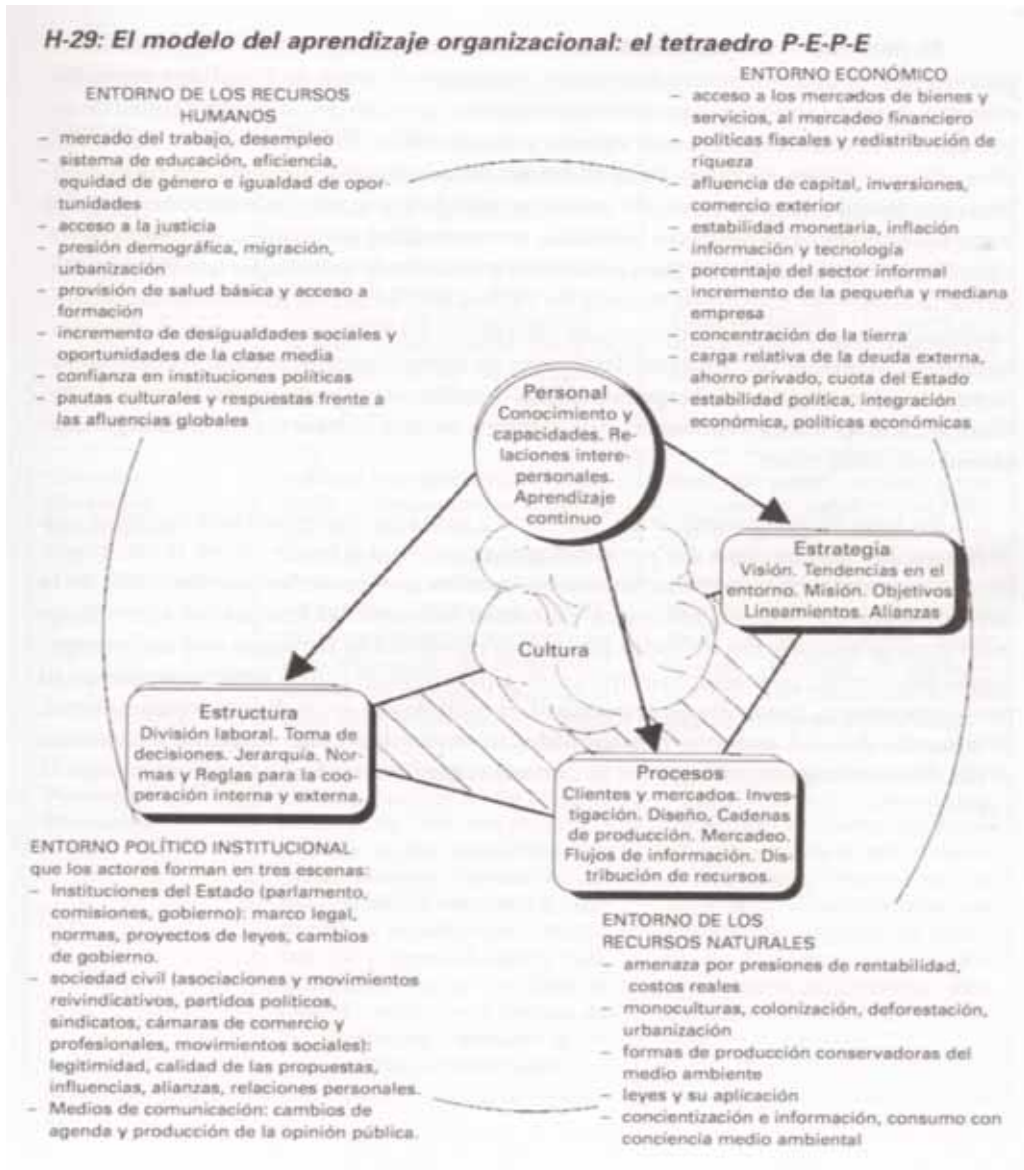 H-29: El modelo del aprendizaje organizacional: el tetraedro P-E-P-E
ENTORNO DE LOS RECURSOS
HUMANOS
– mercado del trabajo, desempleo
– sistema de educación, eficiencia,
equidad de género e igualdad de opor-
tunidades
– acceso a la justicia
– presión demográfica, migración,
urbanización
– provisión de salud básica y acceso a
formación
– incremento de desigualdades sociales y
oportunidades de la clase media
– confianza en instituciones políticas
– pautas culturales y respuestas frente a
las afluencias globales
ENTORNO ECONÓMICO
– acceso a los mercados de bienes y
servicios, al mercadeo financiero
– políticas fiscales y redistribución de
riqueza
– afluencia de capital, inversiones,
comercio exterior
– estabilidad monetaria, inflación
– información y tecnología
– porcentaje del sector informal
– incremento de la pequeña y mediana
empresa
– concentración de la tierra
– carga relativa de la deuda externa,
ahorro privado, cuota del Estado
– estabilidad política, integración
económica, políticas económicas
Personal
Conocimiento y
capacidades. Re-
laciones intere-
personales.
Aprendizaje
continuo
Estrategia
Visión. Tendencias en el
entorno. Misión. Objetivos
Lineamientos. Alianzas
Cultura
Estructura
División laboral. Toma de
decisiones. Jerarquía. Nor-
mas y Reglas para la coo-
peración interna y externa.
Procesos
Clientes y mercados. Inves-
tigación. Diseño, Cadenas
de producción. Mercadeo.
Flujos de información. Dis-
tribución de recursos.
ENTORNO POLÍTICO INSTITUCIONAL
que los actores forman en tres escenas:
– Instituciones del Estado (parlamento,
comisiones, gobierno): marco legal,
normas, proyectos de leyes, cambios
de gobierno.
– sociedad civil (asociaciones y movimientos
reivindicativos, partidos políticos,
sindicatos, cámaras de comercio y
profesionales, movimientos sociales):
legitimidad, calidad de las propuestas,
influencias, alianzas, relaciones personales.
– Medios de comunicación: cambios de
agenda y producción de la opinión pública.
ENTORNO DE LOS
RECURSOS NATURALES
– amenaza por presiones de rentabilidad,
costos reales
– monoculturas, colonización, deforestación,
urbanización
– formas de producción conservadoras del
medio ambiente
– leyes y su aplicación
– concientización e información, consumo con
conciencia medio ambiental